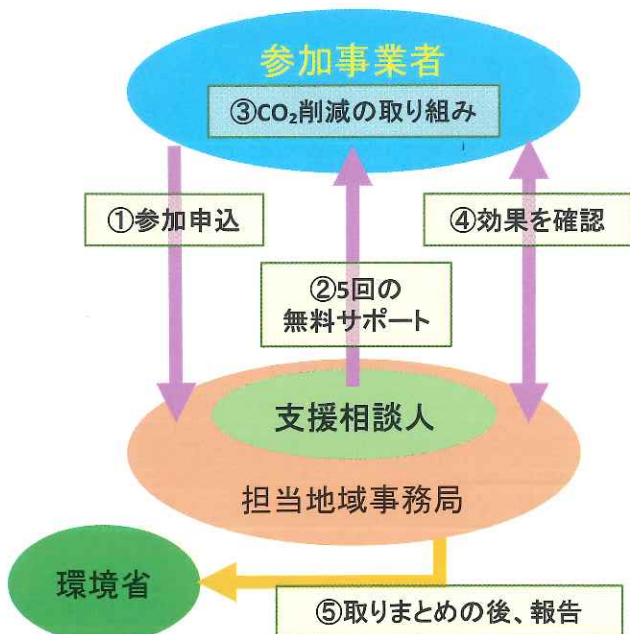 参加事業者
③CO₂削減の取り組み
①参加申込
④効果を確認
②5回の
無料サポート
支援相談人
担当地域事務局
環境省
⑤取りまとめの後、報告